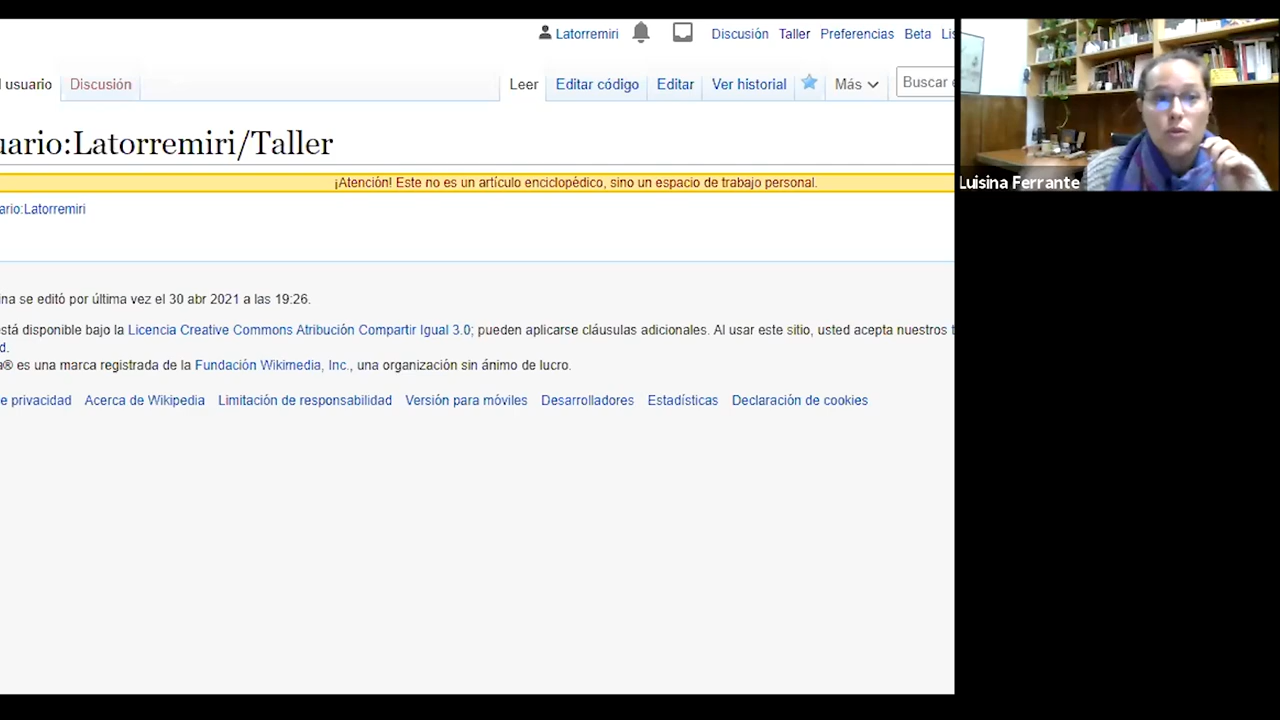 Latorremiri Discusión Taller Preferencias Beta Lis
l usuario Discusión Leer Editar código Editar Ver historial Más Buscar e
uario:Latorremiri/Taller
¡Atención! Este no es un artículo enciclopédico, sino un espacio de trabajo personal.
ario:Latorremiri
Luisina Ferrante
ina se editó por última vez el 30 abr 2021 a las 19:26.
stá disponible bajo la Licencia Creative Commons Atribución Compartir Igual 3.0; pueden aplicarse cláusulas adicionales. Al usar este sitio, usted acepta nuestros t
d.
a® es una marca registrada de la Fundación Wikimedia, Inc., una organización sin ánimo de lucro.
e privacidad Acerca de Wikipedia Limitación de responsabilidad Versión para móviles Desarrolladores Estadísticas Declaración de cookies